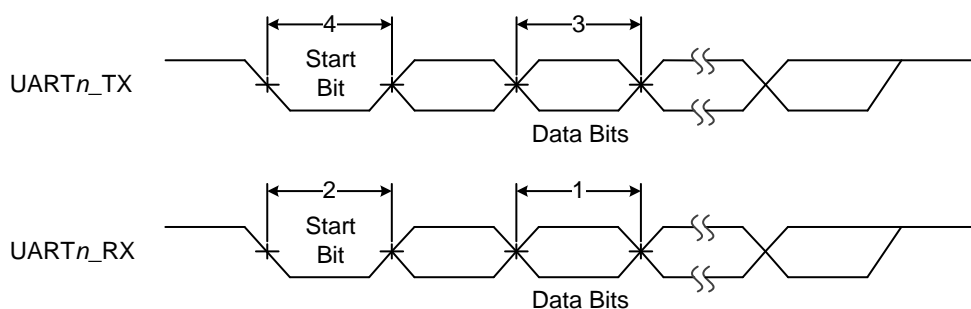 4
3
Start
Bit
UARTn_TX
Data Bits
2
1
Start
Bit
UARTn_RX
Data Bits